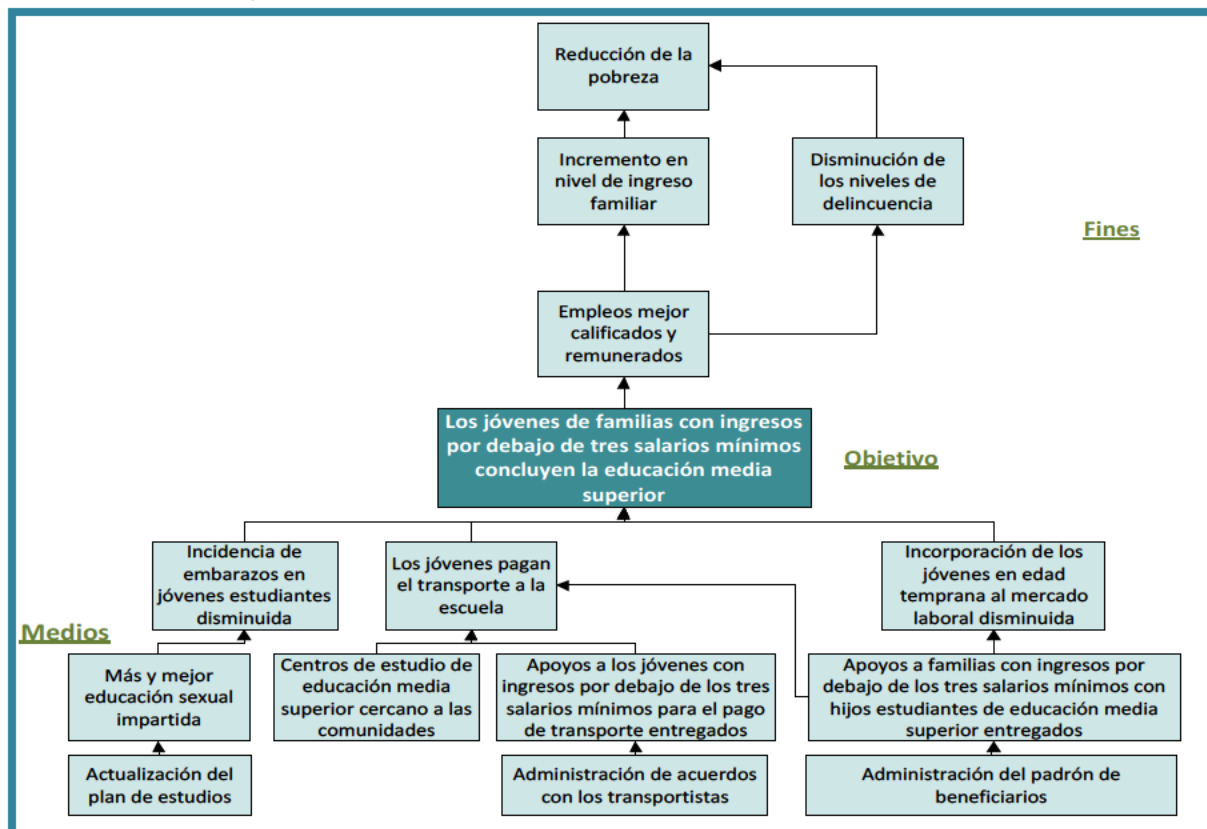 Reducción de la
pobreza
Incremento en
nivel de ingreso
familiar
Disminución de
los niveles de
delincuencia
Fines
Empleos mejor
calificados y
remunerados
Los jóvenes de familias con ingresos
por debajo de tres salarios mínimos
concluyen la educación media
superior
Objetivo
Incidencia de
embarazos en
jóvenes estudiantes
disminuida
Los jóvenes pagan
el transporte a la
escuela
Incorporación de los
jóvenes en edad
temprana al mercado
laboral disminuida
Medios
Más y mejor
educación sexual
impartida
Centros de estudio de
educación media
superior cercano a las
comunidades
Apoyos a los jóvenes con
ingresos por debajo de los tres
salarios mínimos para el pago
de transporte entregados
Apoyos a familias con ingresos por
debajo de los tres salarios mínimos con
hijos estudiantes de educación media
superior entregados
Actualización del
plan de estudios
Administración de acuerdos
con los transportistas
Administración del padrón de
beneficiarios